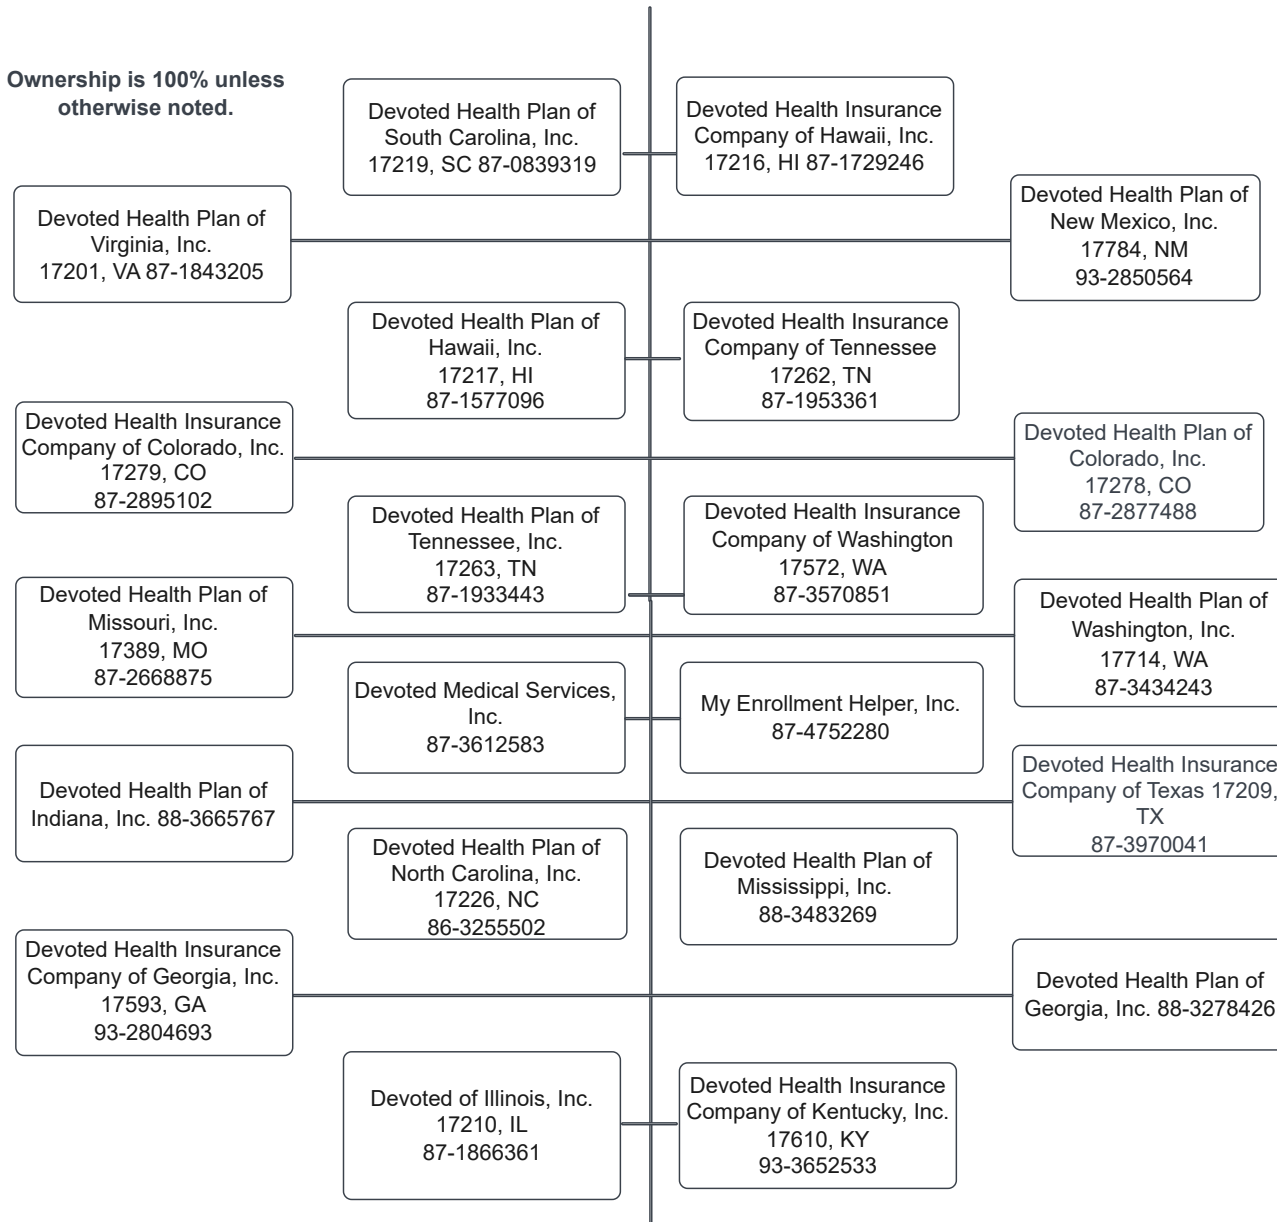 Ownership is 100% unless
otherwise noted.
Devoted Health Plan of
South Carolina, Inc.
17219, SC 87-0839319
Devoted Health Insurance
Company of Hawaii, Inc.
17216, HI 87-1729246
Devoted Health Plan of
Virginia, Inc.
17201, VA 87-1843205
Devoted Health Plan of
New Mexico, Inc.
17784, NM
93-2850564
Devoted Health Plan of
Hawaii, Inc.
17217, HI
87-1577096
Devoted Health Insurance
Company of Tennessee
17262, TN
87-1953361
Devoted Health Insurance
Company of Colorado, Inc.
17279, CO
87-2895102
Devoted Health Plan of
Colorado, Inc.
17278, CO
87-2877488
Devoted Health Plan of
Tennessee, Inc.
17263, TN
87-1933443
Devoted Health Insurance
Company of Washington
17572, WA
87-3570851
Devoted Health Plan of
Missouri, Inc.
17389, MO
87-2668875
Devoted Health Plan of
Washington, Inc.
17714, WA
87-3434243
Devoted Medical Services,
Inc.
87-3612583
My Enrollment Helper, Inc.
87-4752280
Devoted Health Plan of
Indiana, Inc. 88-3665767
Devoted Health Insurance
Company of Texas 17209,
TX
87-3970041
Devoted Health Plan of
North Carolina, Inc.
17226, NC
86-3255502
Devoted Health Plan of
Mississippi, Inc.
88-3483269
Devoted Health Insurance
Company of Georgia, Inc.
17593, GA
93-2804693
Devoted Health Plan of
Georgia, Inc. 88-3278426
Devoted of Illinois, Inc.
17210, IL
87-1866361
Devoted Health Insurance
Company of Kentucky, Inc.
17610, KY
93-3652533